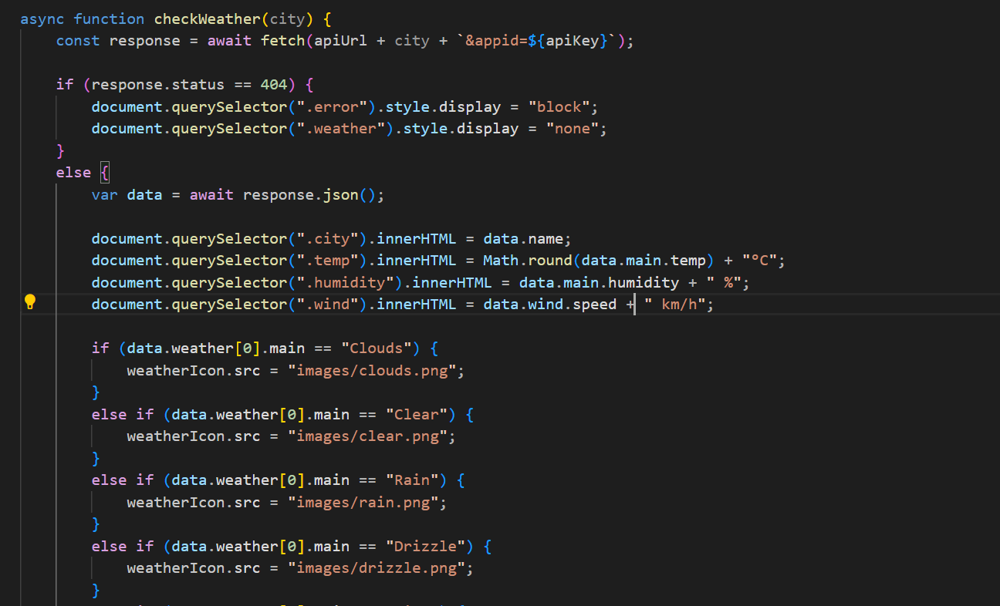 async function checkWeather(city) {
    const response = await fetch(apiUrl + city + `&appid=${apiKey}`);

    if (response.status == 404) {
        document.querySelector(".error").style.display = "block";
        document.querySelector(".weather").style.display = "none";
    }
    else {
        var data = await response.json();

        document.querySelector(".city").innerHTML = data.name;
        document.querySelector(".temp").innerHTML = Math.round(data.main.temp) + "°C";
        document.querySelector(".humidity").innerHTML = data.main.humidity + " %";
        document.querySelector(".wind").innerHTML = data.wind.speed + " km/h";

        if (data.weather[0].main == "Clouds") {
            weatherIcon.src = "images/clouds.png";
        }
        else if (data.weather[0].main == "Clear") {
            weatherIcon.src = "images/clear.png";
        }
        else if (data.weather[0].main == "Rain") {
            weatherIcon.src = "images/rain.png";
        }
        else if (data.weather[0].main == "Drizzle") {
            weatherIcon.src = "images/drizzle.png";
        }